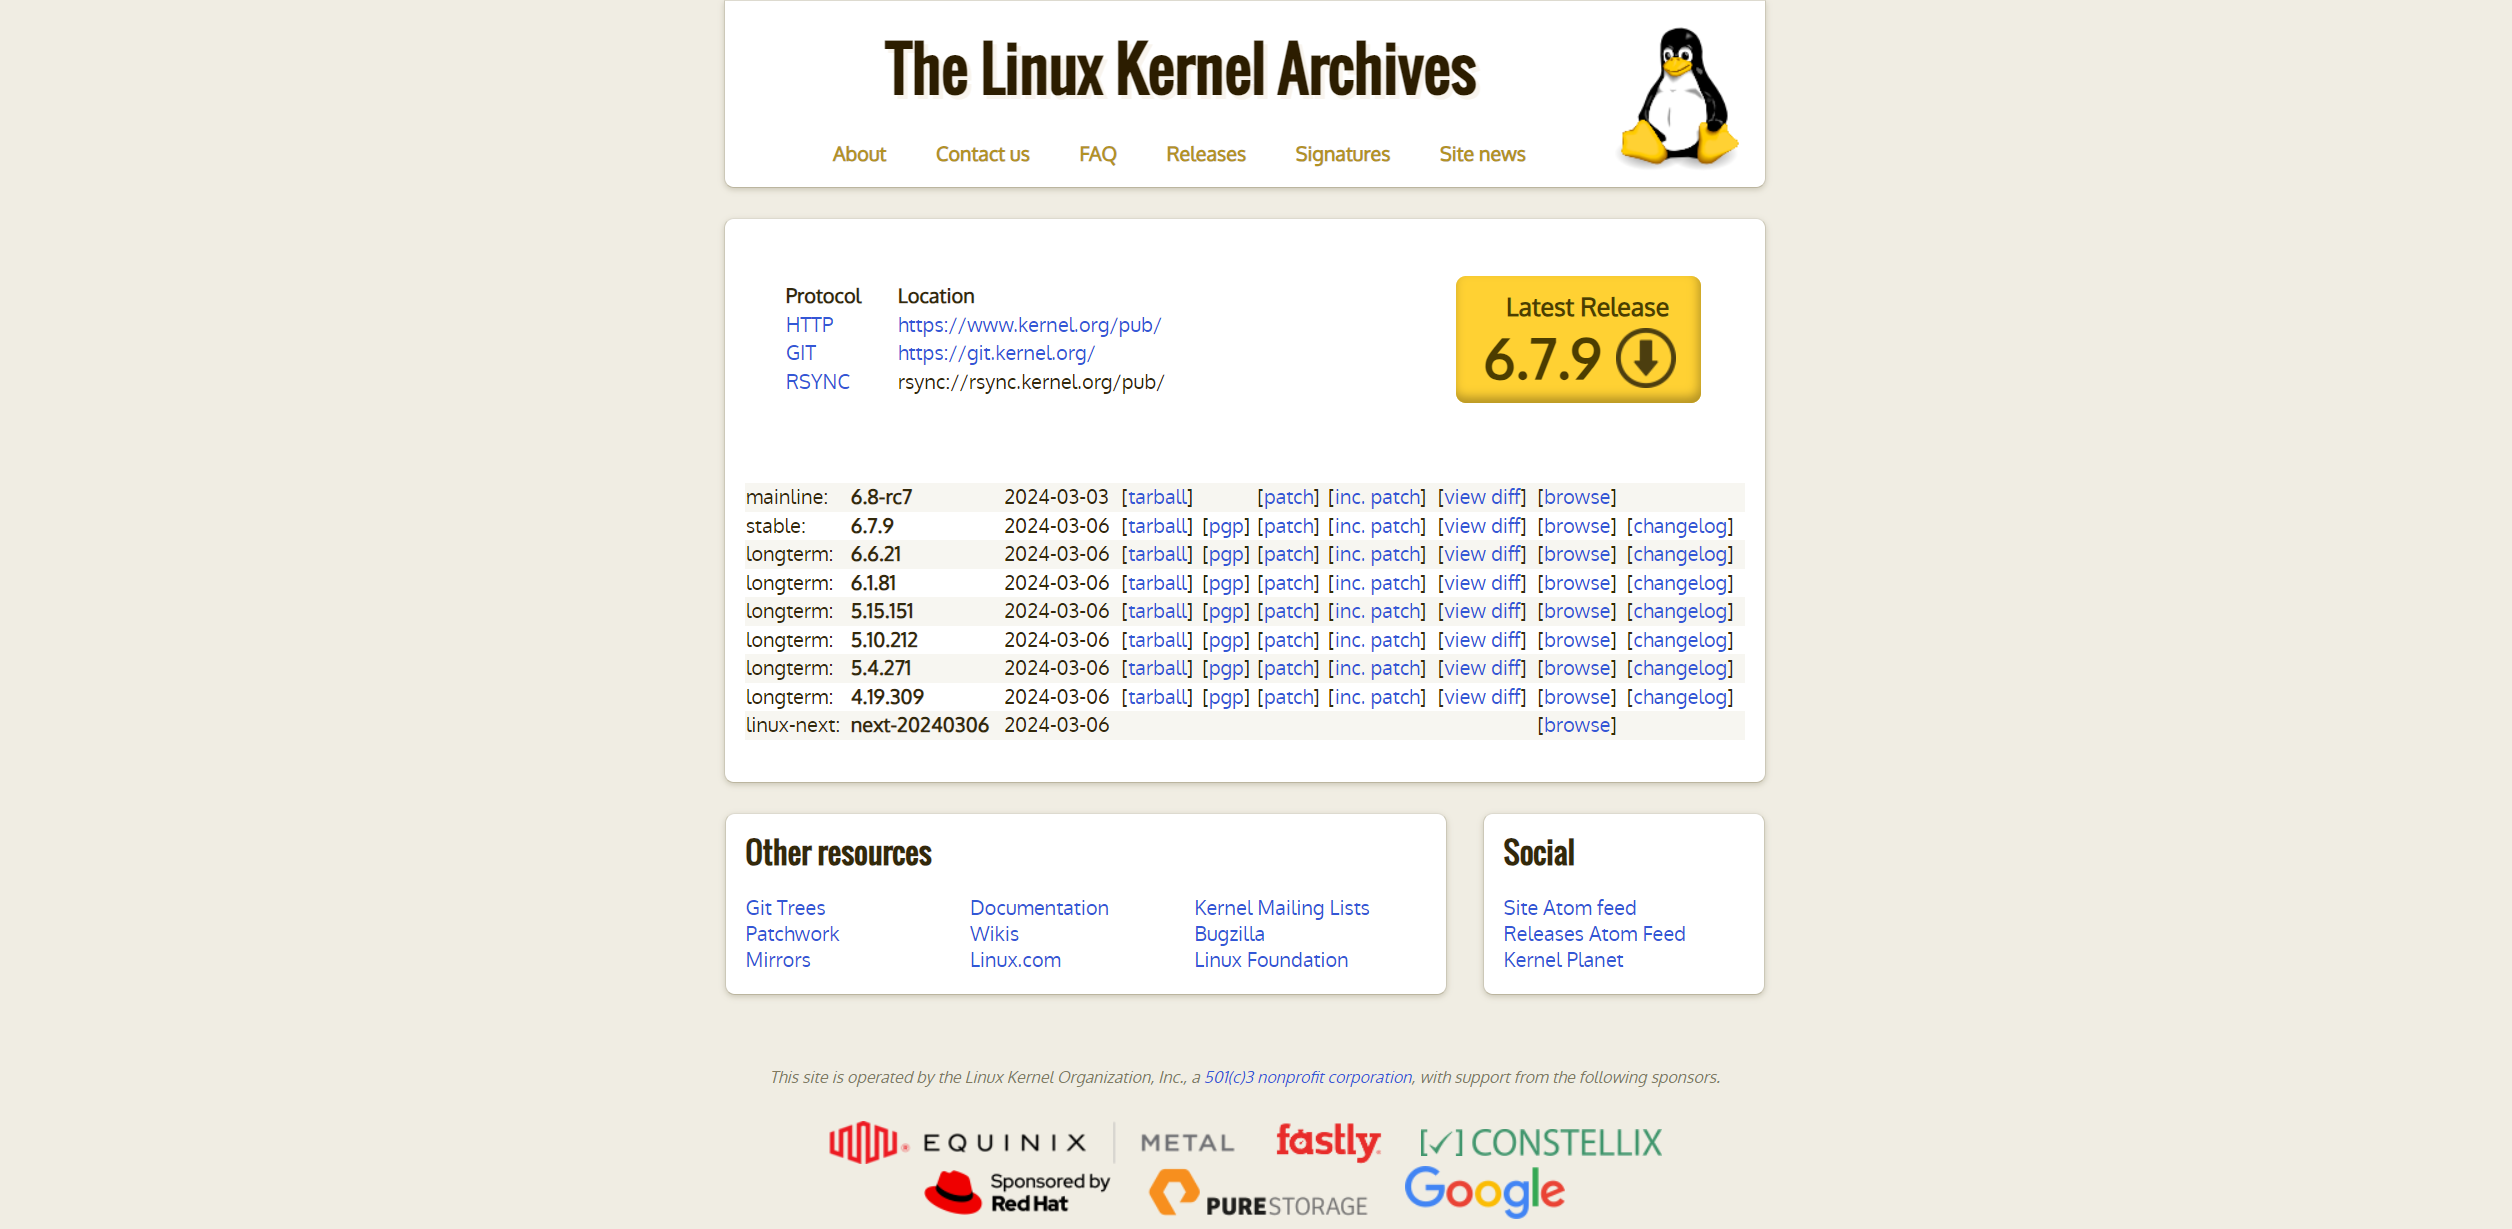 The Linux Kernel Archives
About Contact us FAQ Releases Signatures Site news
Protocol Location
HTTP https://www.kernel.org/pub/
GIT https://git.kernel.org/
RSYNC rsync://rsync.kernel.org/pub/
Latest Release
6.7.9
mainline: 6.8-rc7 2024-03-03 [tarball] [patch] [inc. patch] [view diff] [browse]
stable: 6.7.9 2024-03-06 [tarball] [pgp] [patch] [inc. patch] [view diff] [browse] [changelog]
longterm: 6.6.21 2024-03-06 [tarball] [pgp] [patch] [inc. patch] [view diff] [browse] [changelog]
longterm: 6.1.81 2024-03-06 [tarball] [pgp] [patch] [inc. patch] [view diff] [browse] [changelog]
longterm: 5.15.151 2024-03-06 [tarball] [pgp] [patch] [inc. patch] [view diff] [browse] [changelog]
longterm: 5.10.212 2024-03-06 [tarball] [pgp] [patch] [inc. patch] [view diff] [browse] [changelog]
longterm: 5.4.271 2024-03-06 [tarball] [pgp] [patch] [inc. patch] [view diff] [browse] [changelog]
longterm: 4.19.309 2024-03-06 [tarball] [pgp] [patch] [inc. patch] [view diff] [browse] [changelog]
linux-next: next-20240306 2024-03-06 [browse]
Other resources
Git Trees Documentation Kernel Mailing Lists
Patchwork Wikis Bugzilla
Mirrors Linux.com Linux Foundation
Social
Site Atom feed
Releases Atom Feed
Kernel Planet
This site is operated by the Linux Kernel Organization, Inc., a 501(c)3 nonprofit corporation, with support from the following sponsors.
EQUINIX METAL fastly [✓] CONSTELLIX
Sponsored by
Red Hat
PURESTORAGE
Google